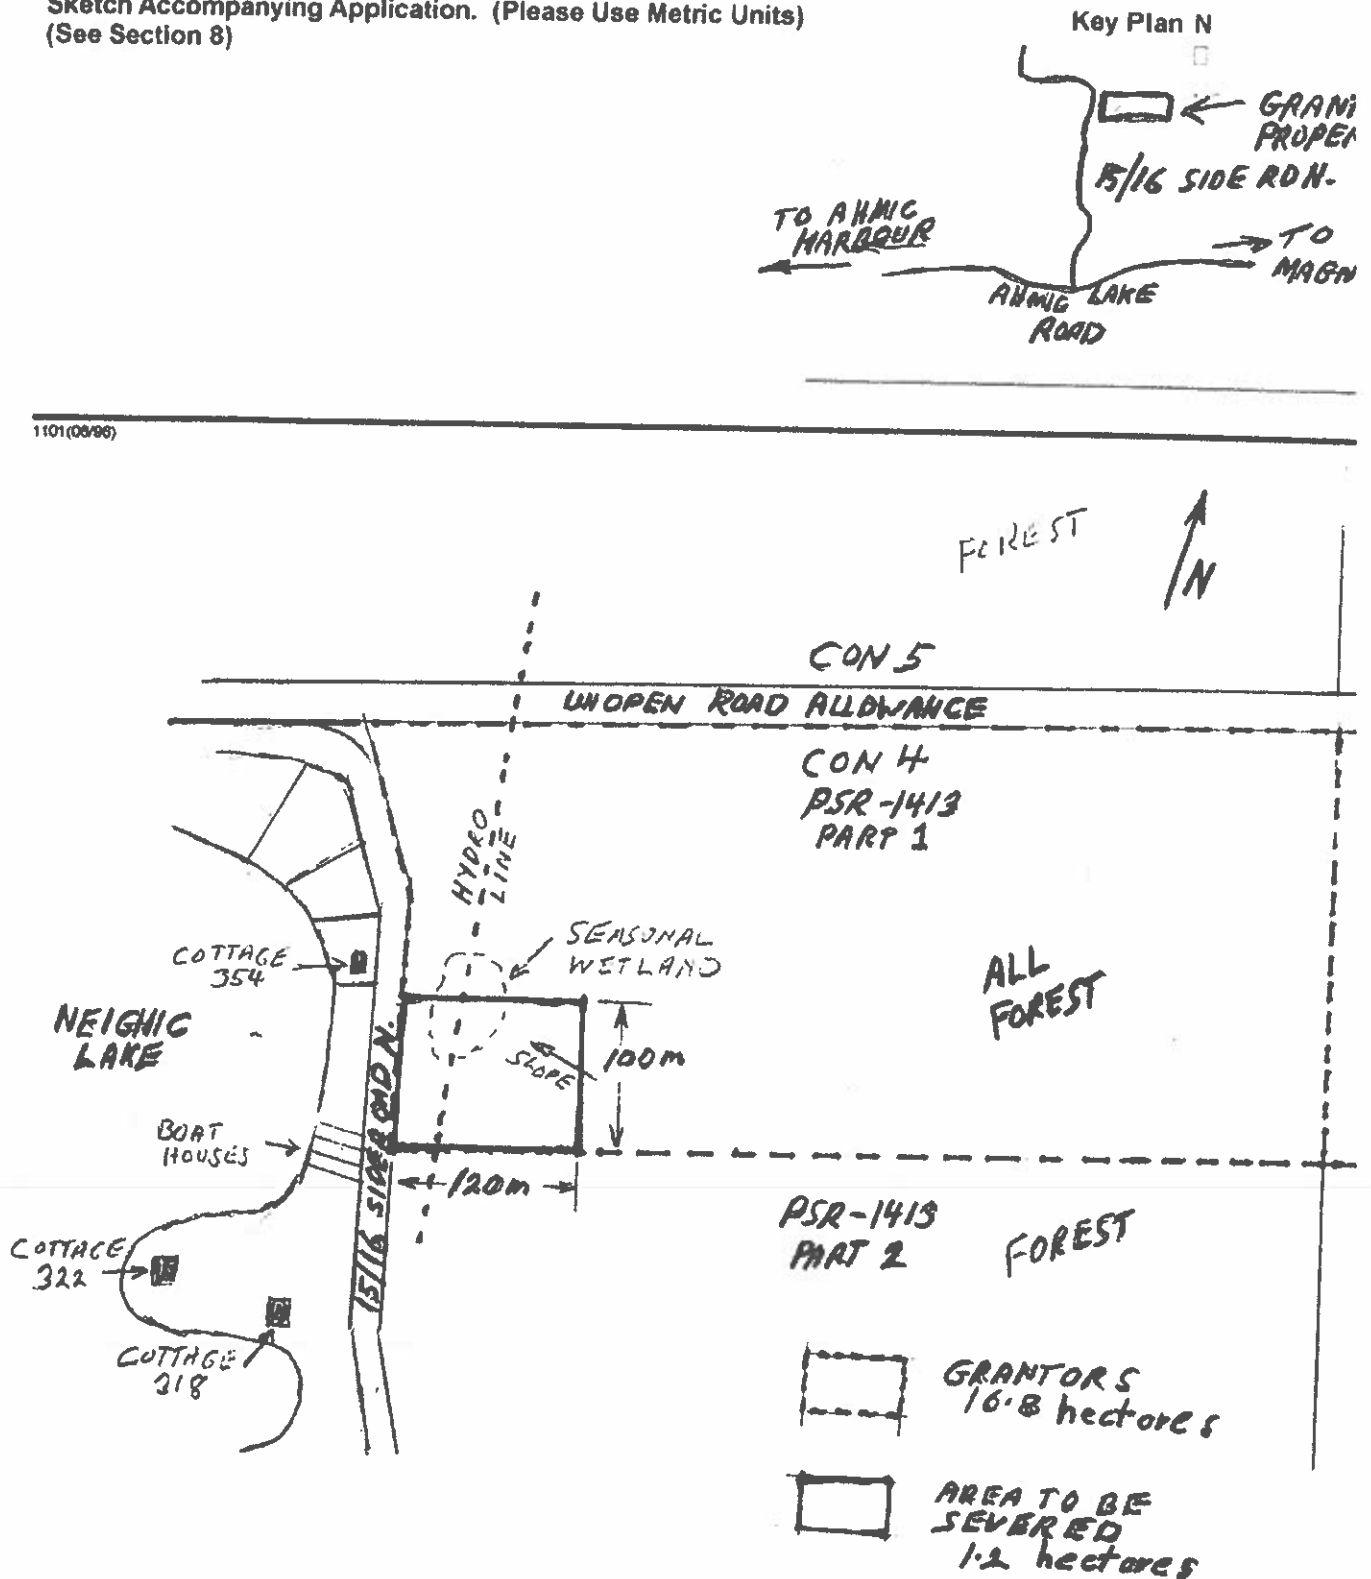 Sketch Accompanying Application. (Please Use Metric Units)
(See Section 8)
Key Plan N
PROPER
15/16 SIDE RD N.
TO AHMIC
HARBOUR
TO
MAGN
AHMIC LAKE
ROAD
1101(06/96)
FOREST
N
CON 5
UNOPEN ROAD ALLOWANCE
CON 4
PSR-1413
PART 1
HYDRO
LINE
SEASONAL
WETLAND
COTTAGE
354
ALL
FOREST
NEIGHIC
LAKE
SLOPE
100m
15/16 SIDEROAD N.
BOAT
HOUSES
120m
PSR-1413
PART 2
FOREST
COTTAGE
322
COTTAGE
318
GRANTORS
16.8 hectares
AREA TO BE
SEVERED
1.2 hectares